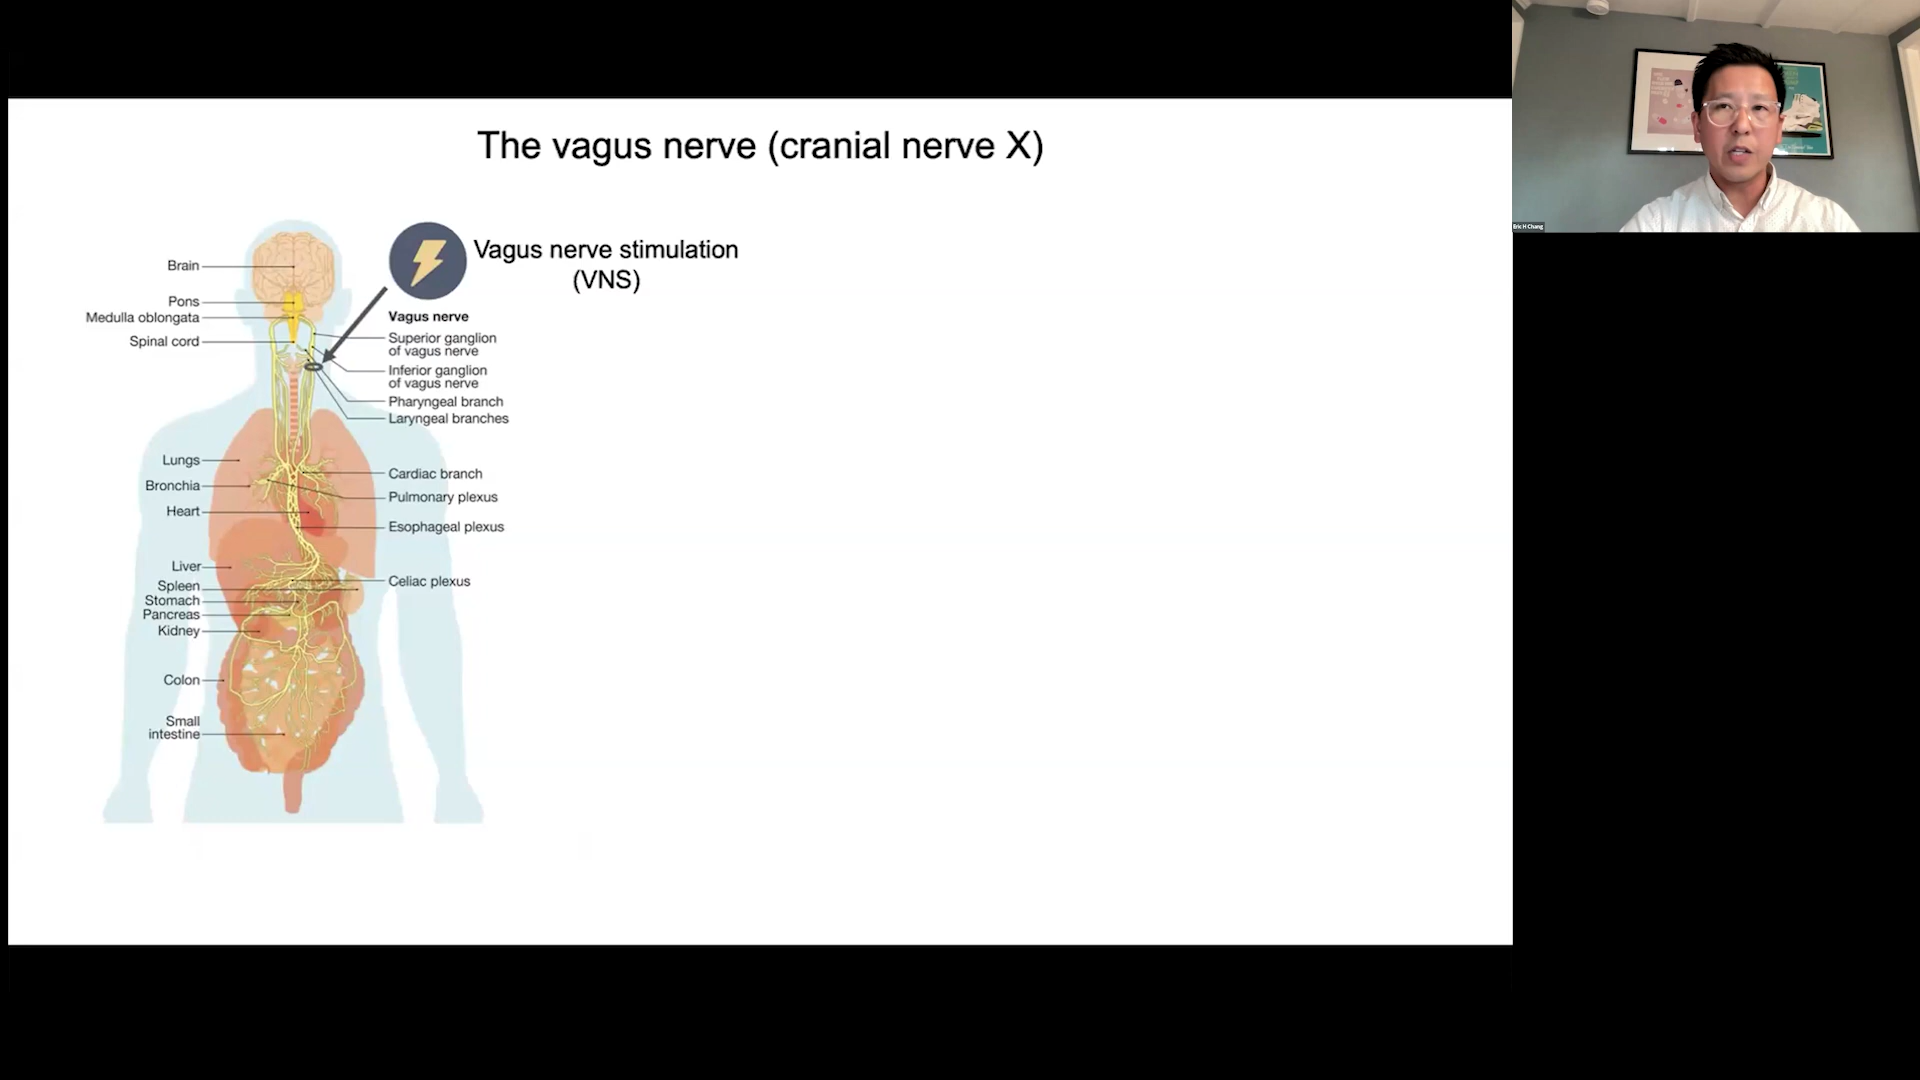 The vagus nerve (cranial nerve X)
Vagus nerve stimulation
(VNS)
Brain
Pons
Medulla oblongata
Spinal cord
Lungs
Bronchia
Heart
Liver
Spleen
Stomach
Pancreas
Kidney
Colon
Small
intestine
Vagus nerve
Superior ganglion
of vagus nerve
Inferior ganglion
of vagus nerve
Pharyngeal branch
Laryngeal branches
Cardiac branch
Pulmonary plexus
Esophageal plexus
Celiac plexus
Eric H Chang